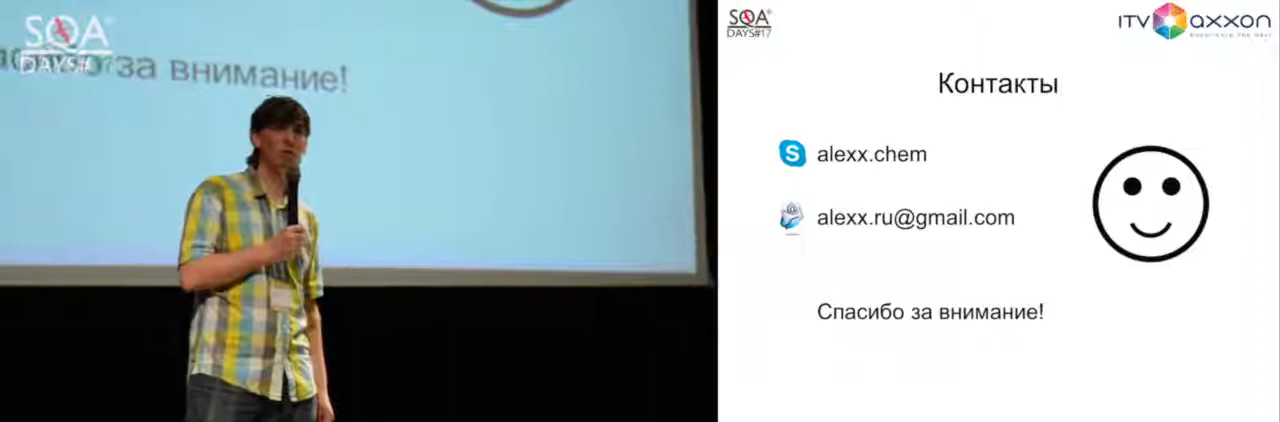 SQA
DAYS#
за внимание!
SQA
DAYS#17
ITV axxon
Контакты
alexx.chem
alexx.ru@gmail.com
Спасибо за внимание!